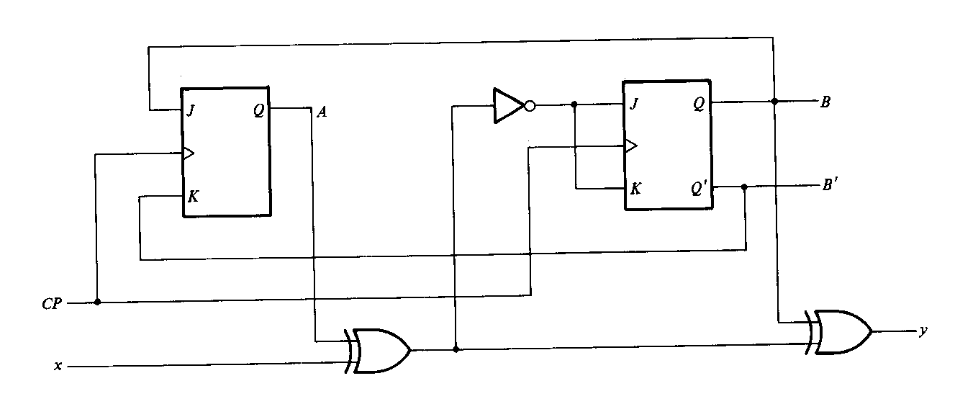 J Q A
K
J Q B
K Q' B'
CP
x
y